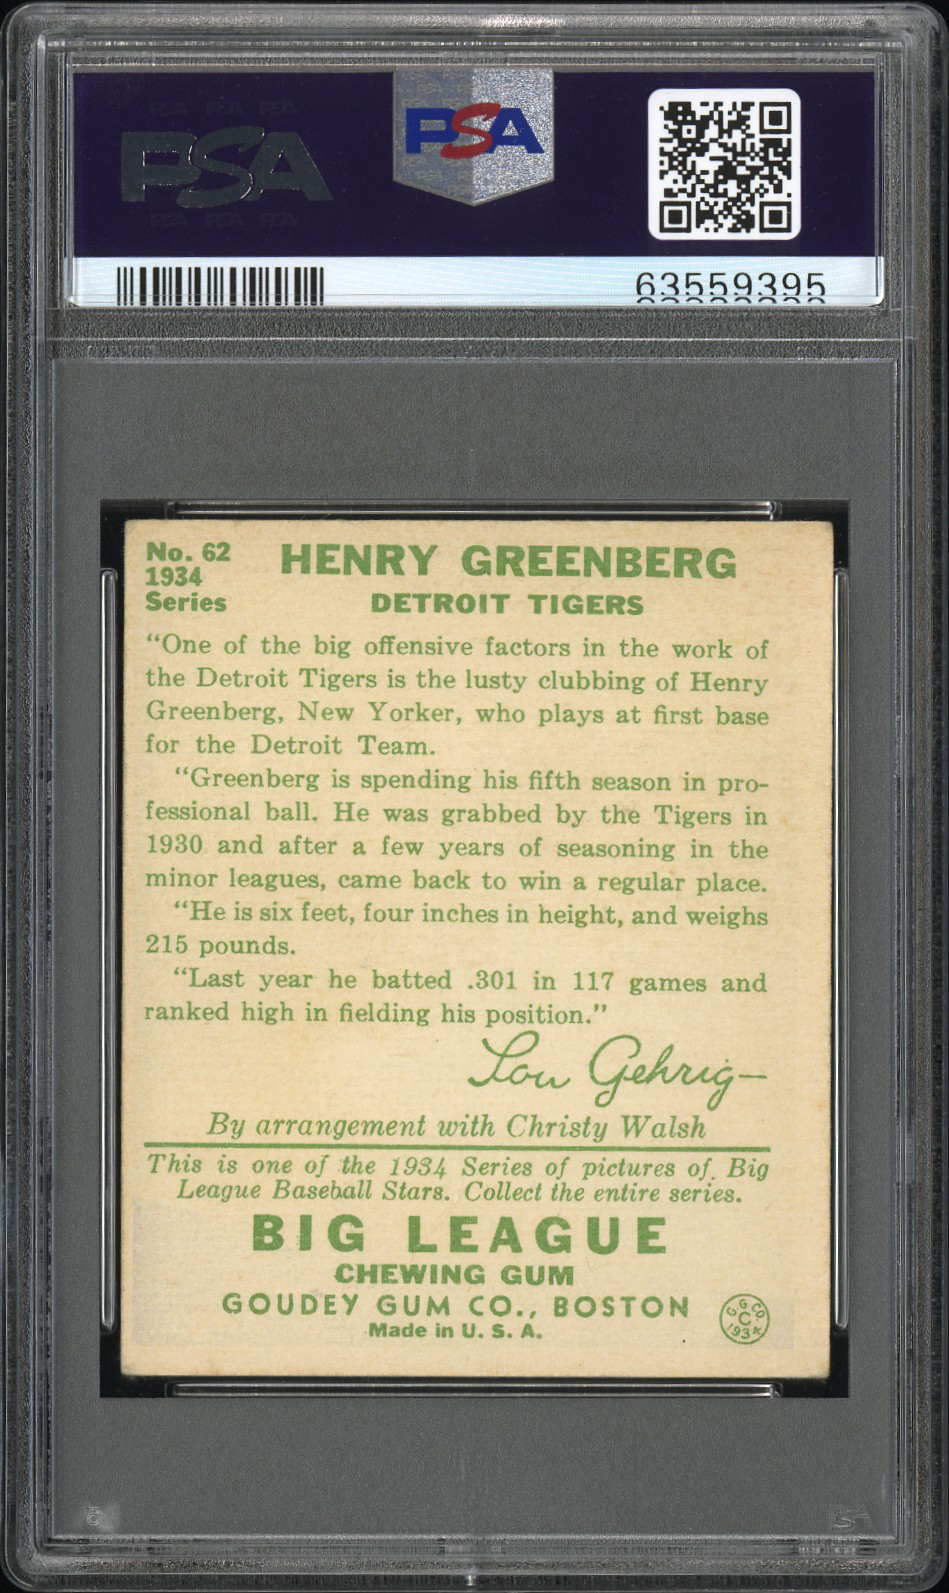 PSA
PSA
63559395
No. 62
1934
Series
HENRY GREENBERG
DETROIT TIGERS
"One of the big offensive factors in the work of
the Detroit Tigers is the lusty clubbing of Henry
Greenberg, New Yorker, who plays at first base
for the Detroit Team.
"Greenberg is spending his fifth season in pro-
fessional ball. He was grabbed by the Tigers in
1930 and after a few years of seasoning in the
minor leagues, came back to win a regular place.
"He is six feet, four inches in height, and weighs
215 pounds.
"Last year he batted .301 in 117 games and
ranked high in fielding his position."
Lou Gehrig—
By arrangement with Christy Walsh
This is one of the 1934 Series of pictures of Big
League Baseball Stars. Collect the entire series.
BIG LEAGUE
CHEWING GUM
GOUDEY GUM CO., BOSTON
Made in U. S. A.
G. G. CO.
C
1934